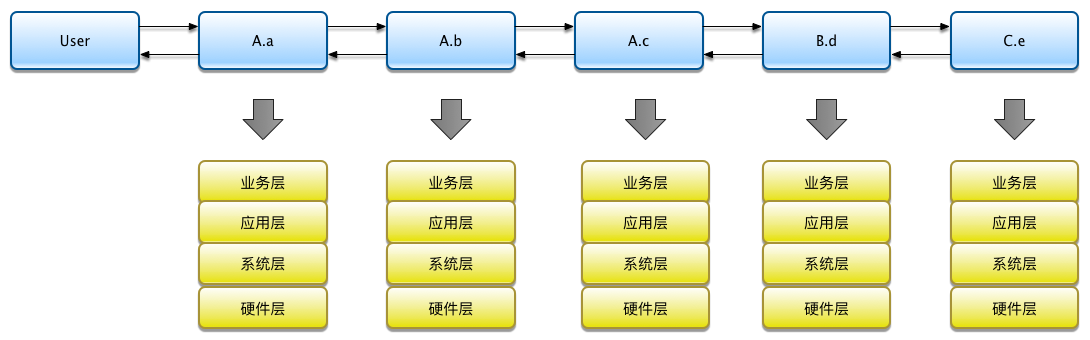 User A.a A.b A.c B.d C.e
业务层 业务层 业务层 业务层 业务层
应用层 应用层 应用层 应用层 应用层
系统层 系统层 系统层 系统层 系统层
硬件层 硬件层 硬件层 硬件层 硬件层